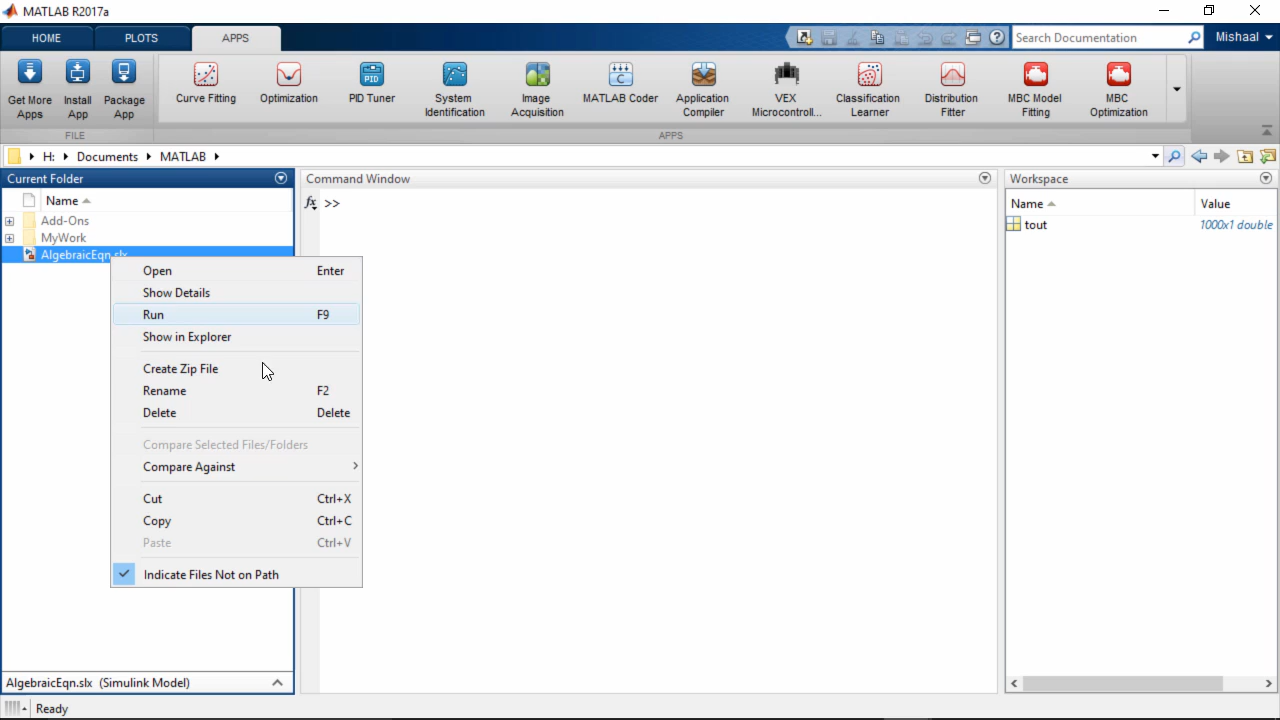 MATLAB R2017a
HOME PLOTS APPS
Search Documentation
Mishaal
Get More Apps
Install App
Package App
Curve Fitting
Optimization
PID
PID Tuner
System Identification
Image Acquisition
C
MATLAB Coder
Application Compiler
VEX Microcontroll...
Classification Learner
Distribution Fitter
MBC Model Fitting
MBC Optimization
FILE
APPS
H: Documents MATLAB
Current Folder
Name
Add-Ons
MyWork
AlgebraicEqn.slx
Open Enter
Show Details
Run F9
Show in Explorer
Create Zip File
Rename F2
Delete Delete
Compare Selected Files/Folders
Compare Against
Cut Ctrl+X
Copy Ctrl+C
Paste Ctrl+V
Indicate Files Not on Path
AlgebraicEqn.slx (Simulink Model)
Command Window
fx >>
Workspace
Name Value
tout 1000x1 double
Ready